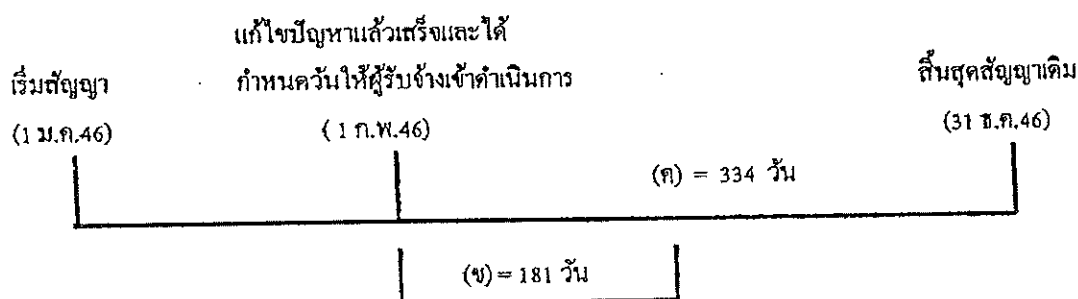 แก้ไขปัญหาแล้วเสร็จและได้
เริ่มสัญญา กำหนดวันให้ผู้รับจ้างเข้าดำเนินการ สิ้นสุดสัญญาเดิม
(1 ม.ค.46) ( 1 ก.พ.46) (31 ธ.ค.46)
(ค) = 334 วัน
(ข) = 181 วัน